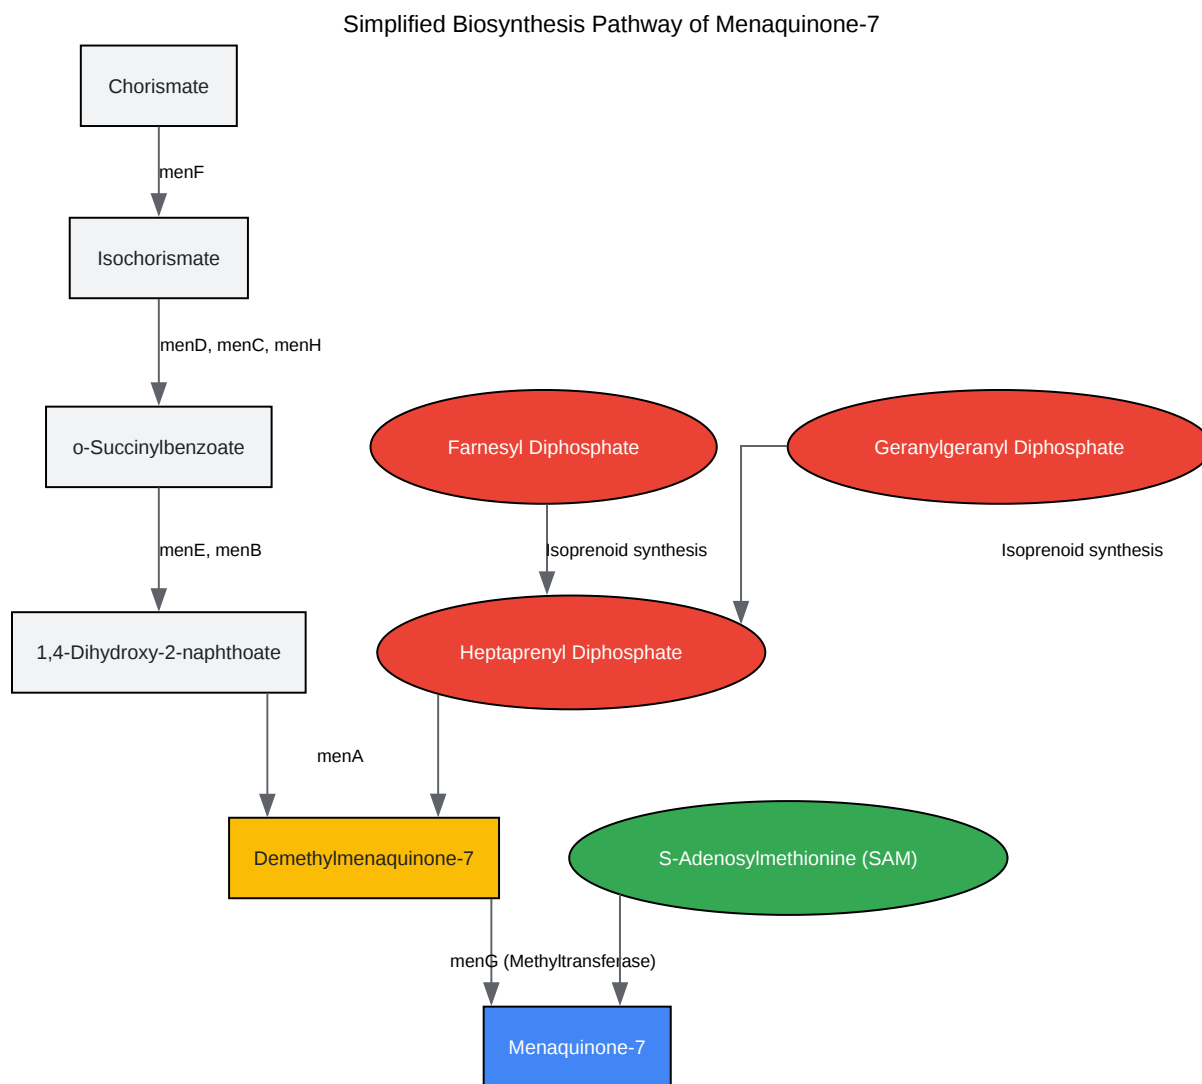 Simplified Biosynthesis Pathway of Menaquinone-7
Chorismate
menF
Isochorismate
menD, menC, menH
o-Succinylbenzoate
Farnesyl Diphosphate
Geranylgeranyl Diphosphate
menE, menB
Isoprenoid synthesis
Isoprenoid synthesis
1,4-Dihydroxy-2-naphthoate
Heptaprenyl Diphosphate
menA
Demethylmenaquinone-7
S-Adenosylmethionine (SAM)
menG (Methyltransferase)
Menaquinone-7